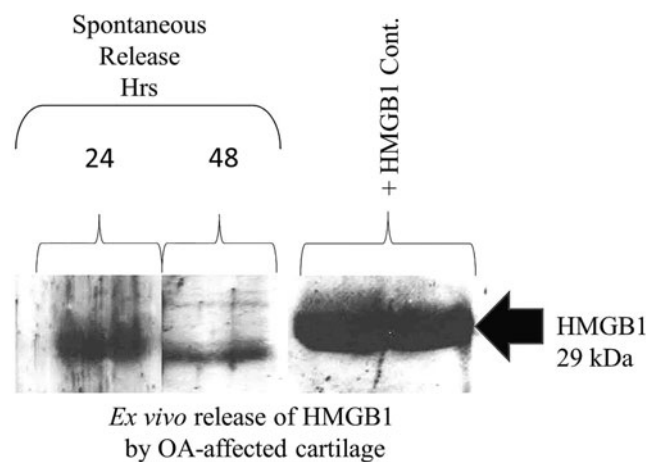 Spontaneous
Release
Hrs
24
48
+ HMGB1 Cont.
HMGB1
29 kDa
Ex vivo release of HMGB1
by OA-affected cartilage